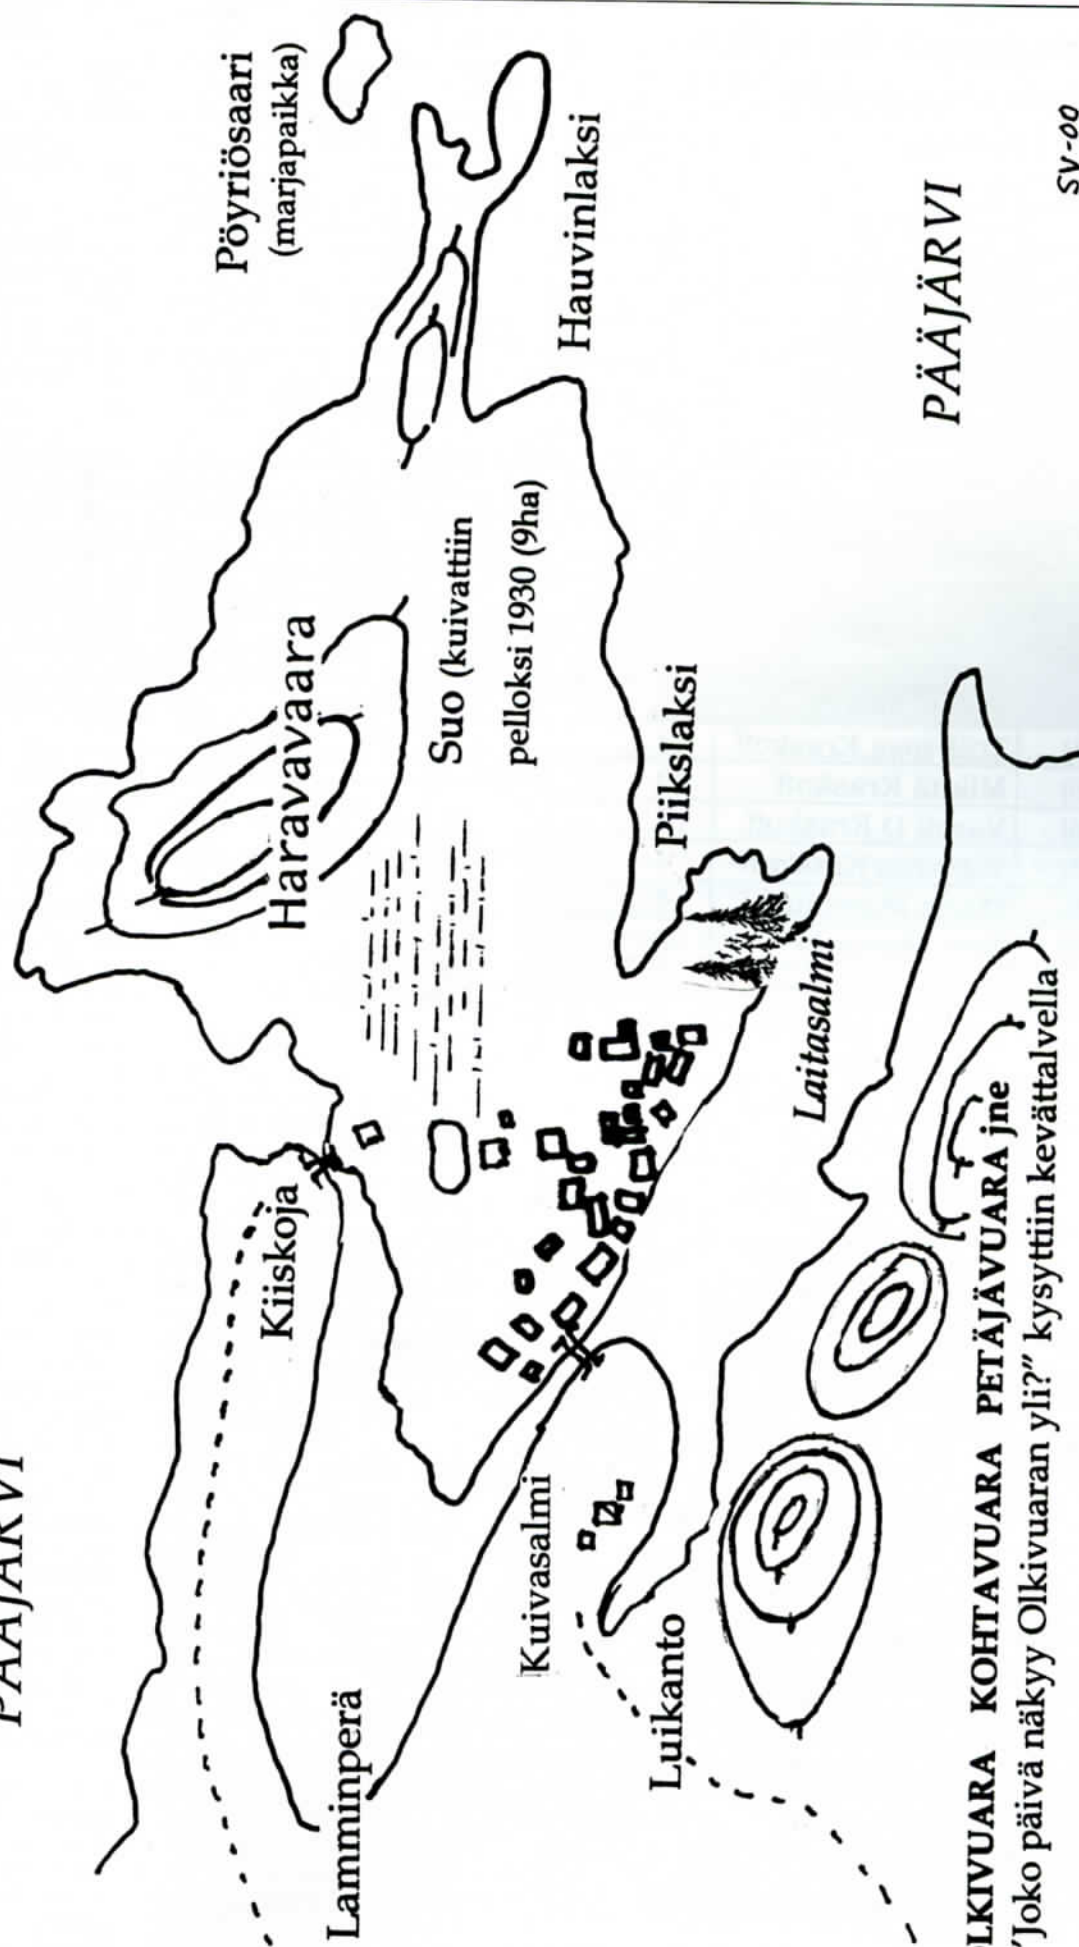 PÄÄJÄRVI
Pöyriösaari
(marjapaikka)
Haravavaara
Kiiskoja
Lamminperä
Suo (kuivattiin
pelloksi 1930 (9ha)
Hauvinlaksi
Piikslaksi
Kuivasalmi
Luikanto
Laitasalmi
PÄÄJÄRVI
OLKIVUARA KOHTAVUARA PETÄJÄVUARA jne
"Joko päivä näkyy Olkivuaran yli?" kysyttiin kevättalvella
SV-00